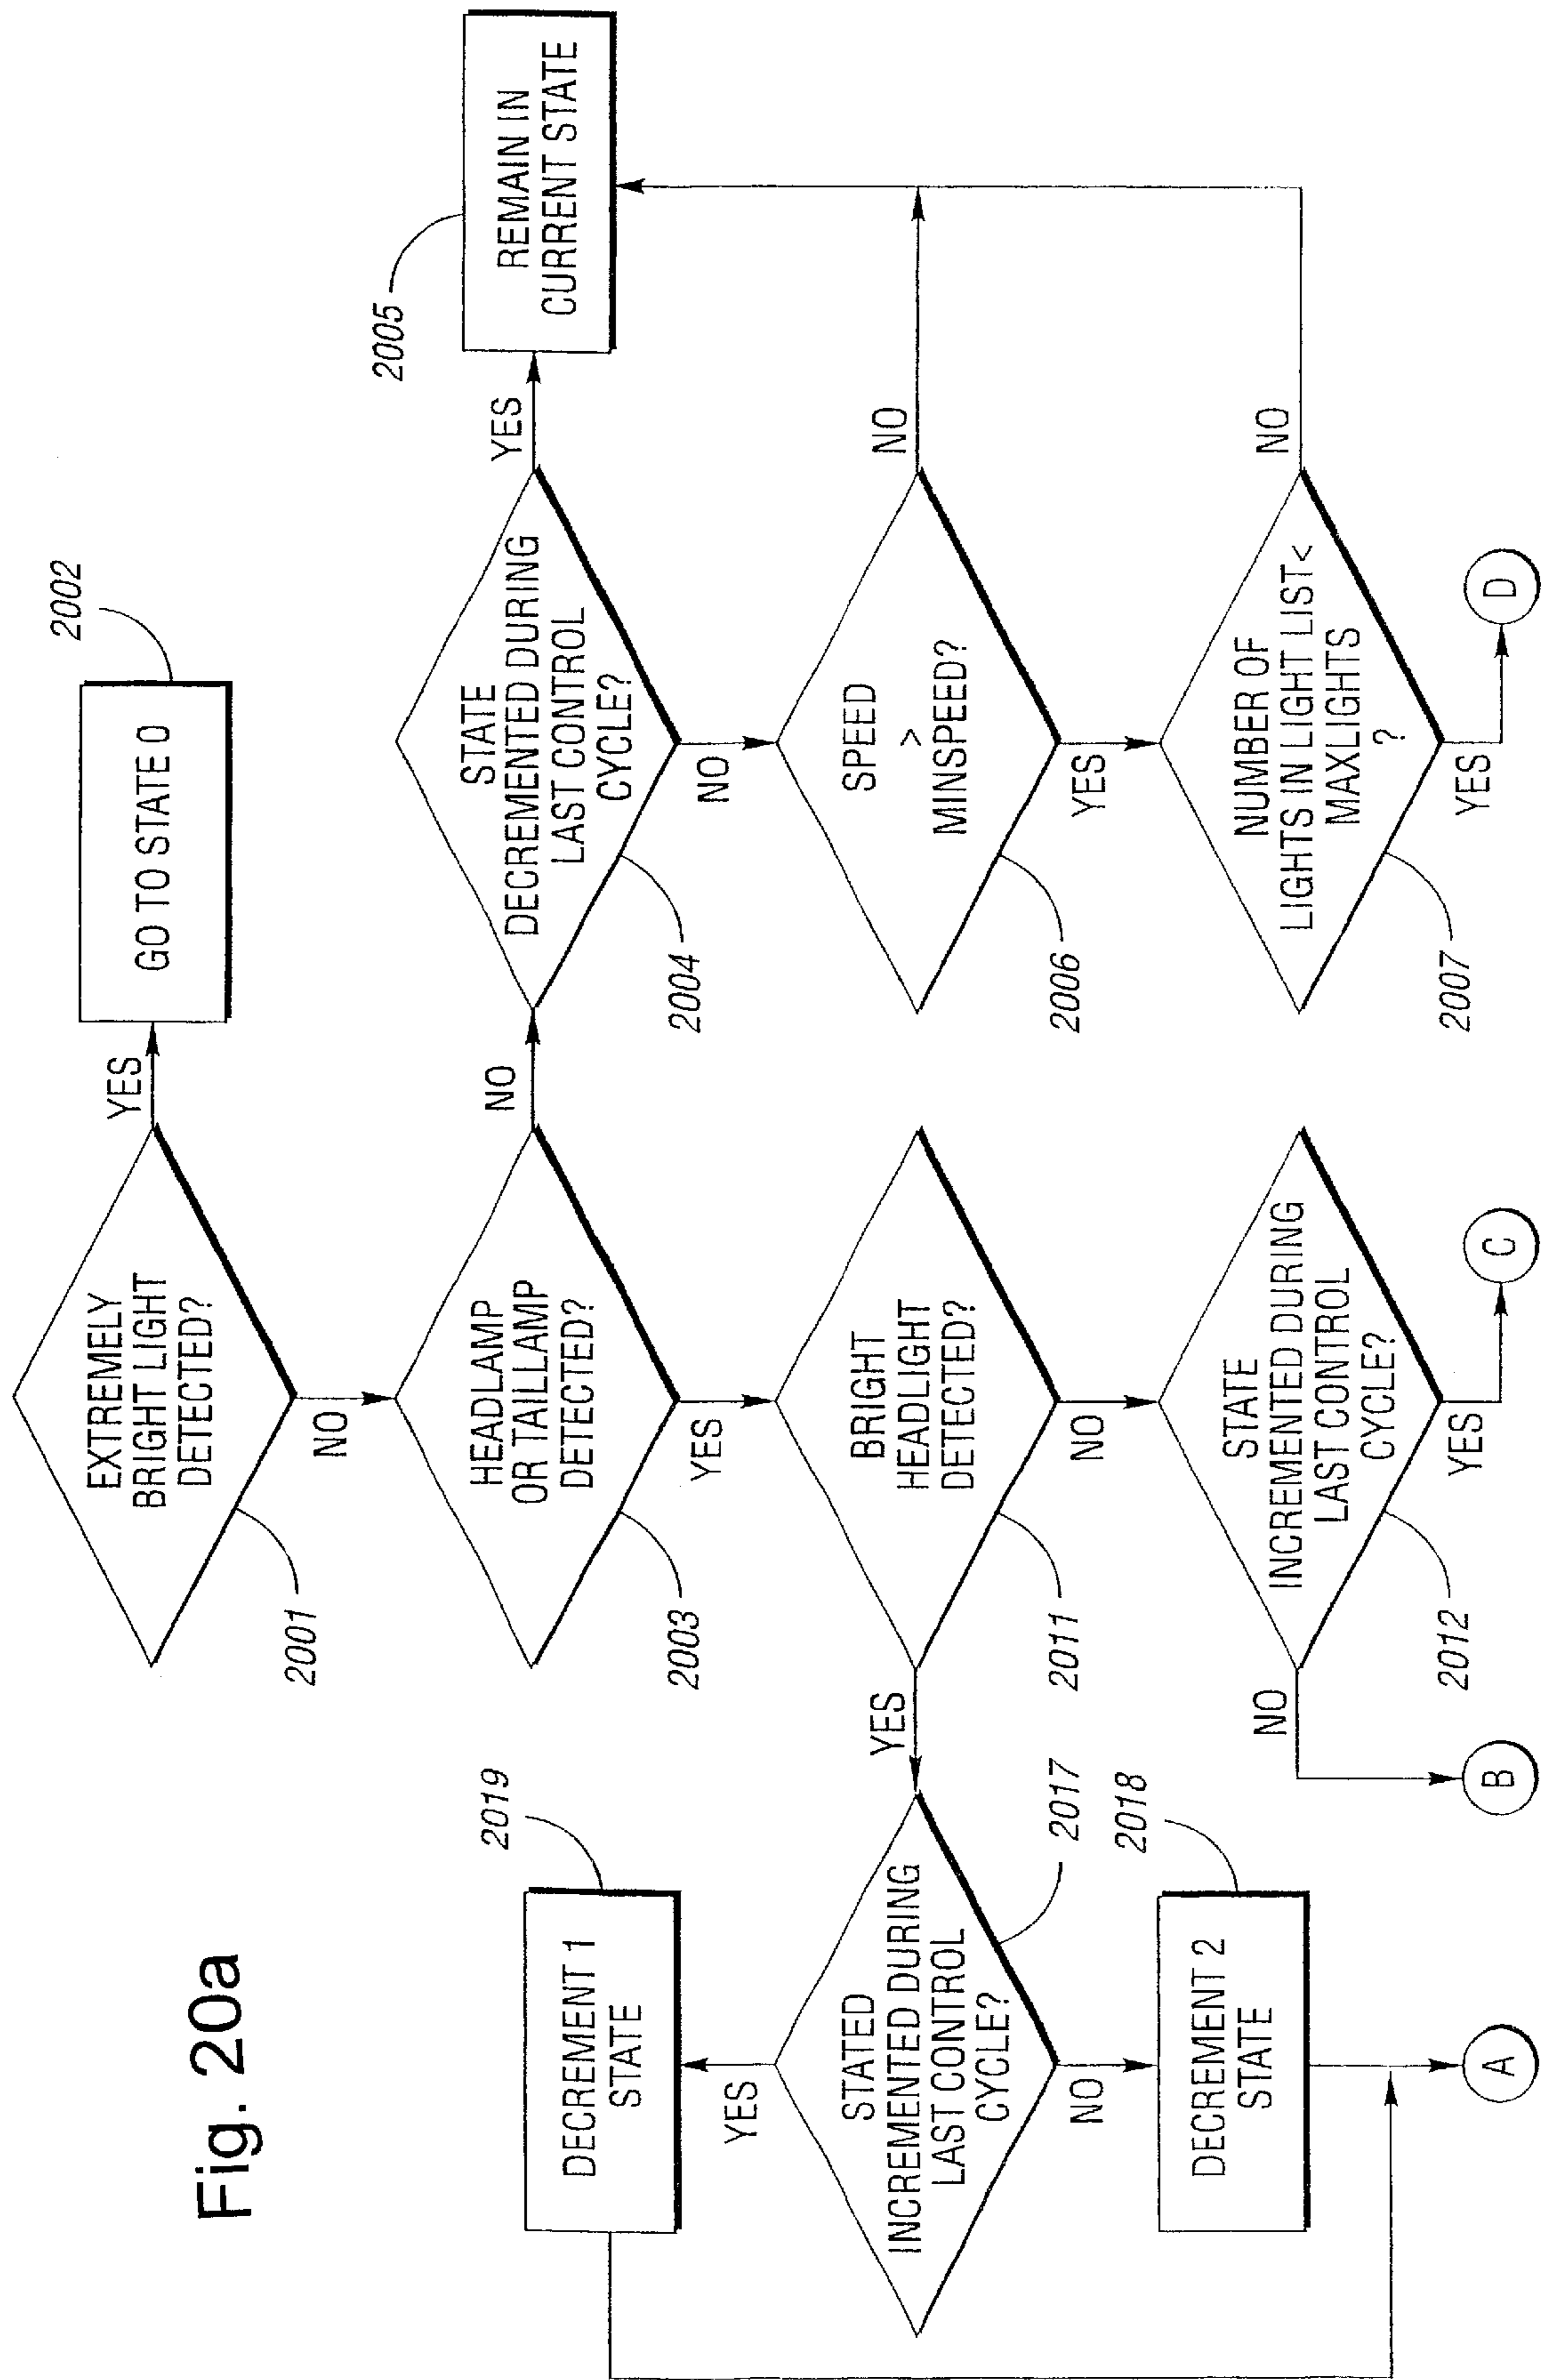 Fig. 20a
EXTREMELY
BRIGHT LIGHT
DETECTED?
2001
YES
GO TO STATE 0
2002
NO
HEADLAMP
OR TAILLAMP
DETECTED?
2003
NO
STATE
DECREMENTED DURING
LAST CONTROL
CYCLE?
2004
YES
REMAIN IN
CURRENT STATE
2005
NO
SPEED
>
MINSPEED?
2006
NO
YES
NUMBER OF
LIGHTS IN LIGHT LIST<
MAXLIGHTS
?
2007
NO
YES
D
YES
BRIGHT
HEADLIGHT
DETECTED?
2011
NO
STATE
INCREMENTED DURING
LAST CONTROL
CYCLE?
2012
YES
C
NO
B
YES
STATED
INCREMENTED DURING
LAST CONTROL
CYCLE?
2017
YES
DECREMENT 1
STATE
2019
NO
DECREMENT 2
STATE
2018
A